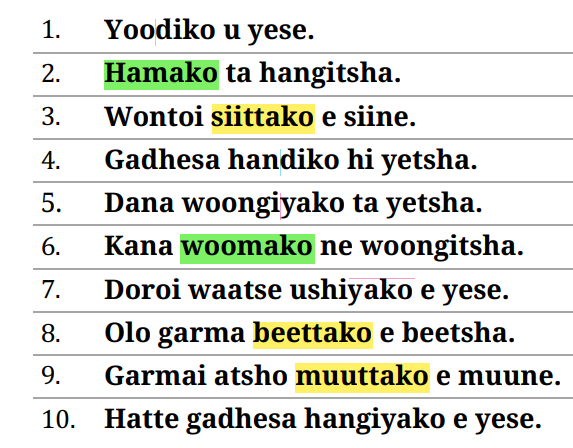 1. Yoodiko u yese.
2. Hamako ta hangitsha.
3. Wontoi siittako e siine.
4. Gadhesa handiko hi yetsha.
5. Dana woongiyako ta yetsha.
6. Kana woomako ne woongitsha.
7. Doroi waatse ushiyako e yese.
8. Olo garma beettako e beetsha.
9. Garmai atsho muuttako e muune.
10. Hatte gadhesa hangiyako e yese.